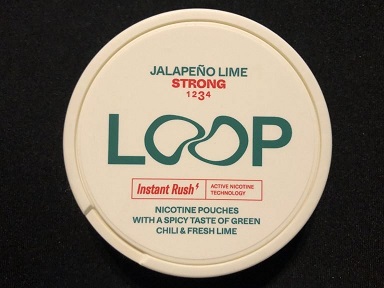 JALAPEÑO LIME
STRONG
1234
LOOP
Instant Rush
ACTIVE NICOTINE
TECHNOLOGY
NICOTINE POUCHES
WITH A SPICY TASTE OF GREEN
CHILI & FRESH LIME